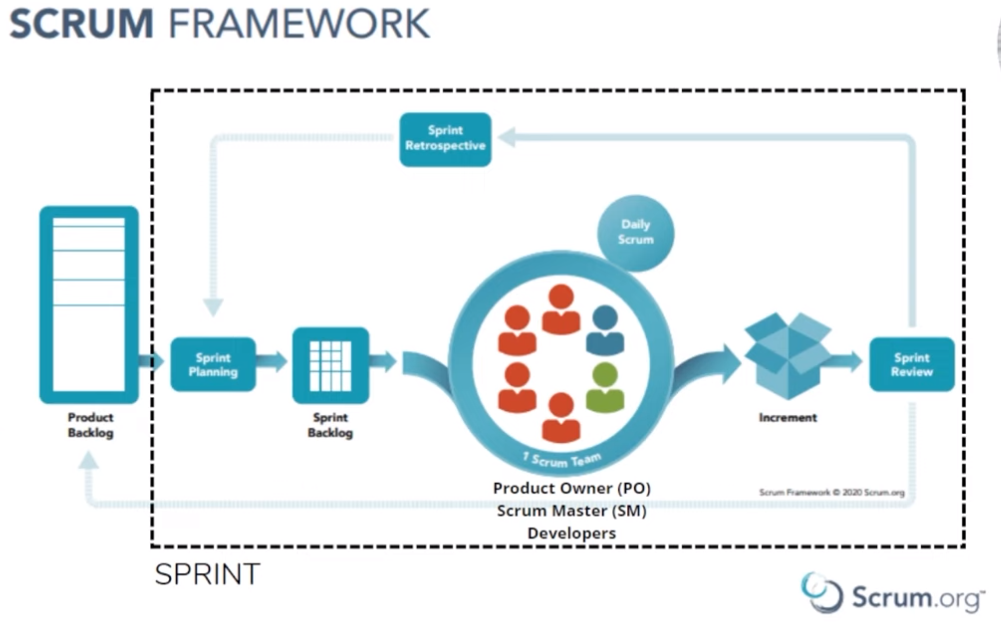 SCRUM FRAMEWORK
Sprint
Retrospective
Daily
Scrum
Sprint
Planning
Sprint
Review
Product
Backlog
Sprint
Backlog
1 Scrum Team
Increment
Product Owner (PO)
Scrum Master (SM)
Developers
Scrum Framework © 2020 Scrum.org
SPRINT
Scrum.org™